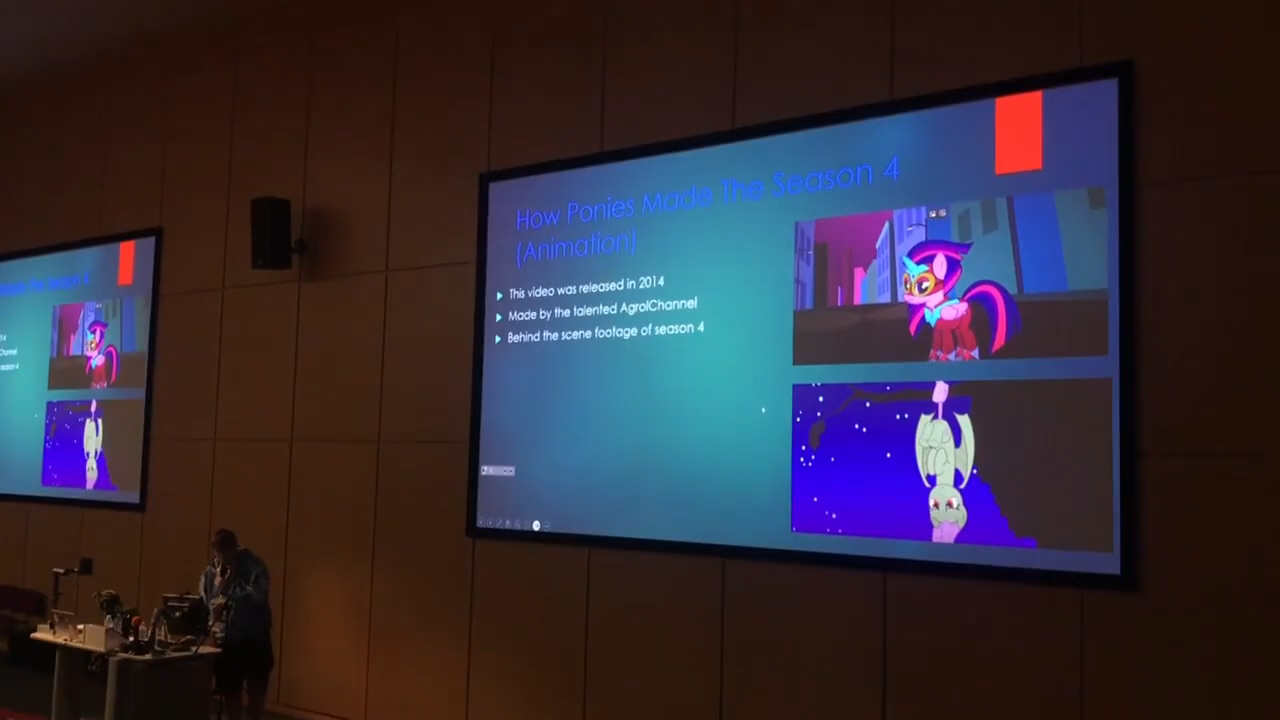 How Ponies Made The Season 4
(Animation)
This video was released in 2014
Made by the talented AgrolChannel
Behind the scene footage of season 4